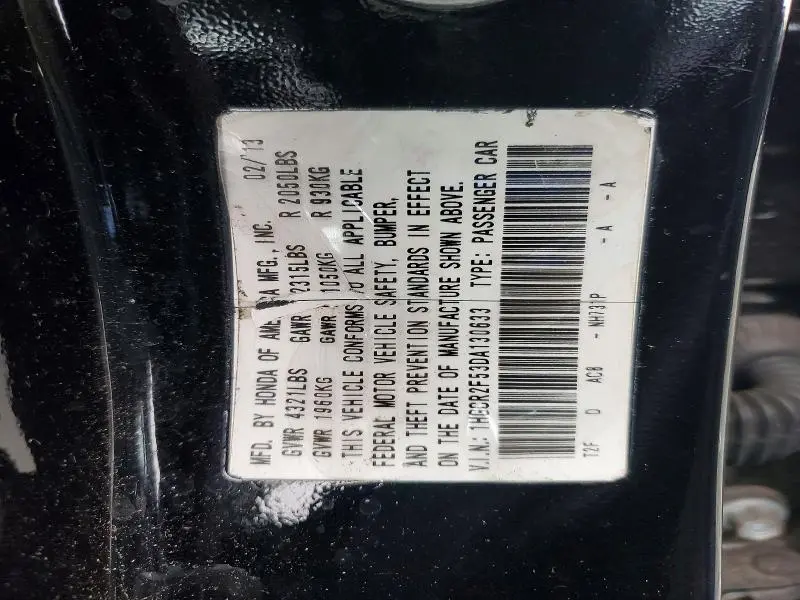 MFD. BY HONDA OF AMERICA MFG., INC. 02/13
GVWR 4321LBS GAWR F 2315LBS R 2050LBS
GVWR 1960KG GAWR F 1050KG R 930KG
THIS VEHICLE CONFORMS TO ALL APPLICABLE
FEDERAL MOTOR VEHICLE SAFETY, BUMPER,
AND THEFT PREVENTION STANDARDS IN EFFECT
ON THE DATE OF MANUFACTURE SHOWN ABOVE.
V.I.N.: 1HGCR2F53DA130633 TYPE: PASSENGER CAR
T2F D AC8 - NH731P - A - A